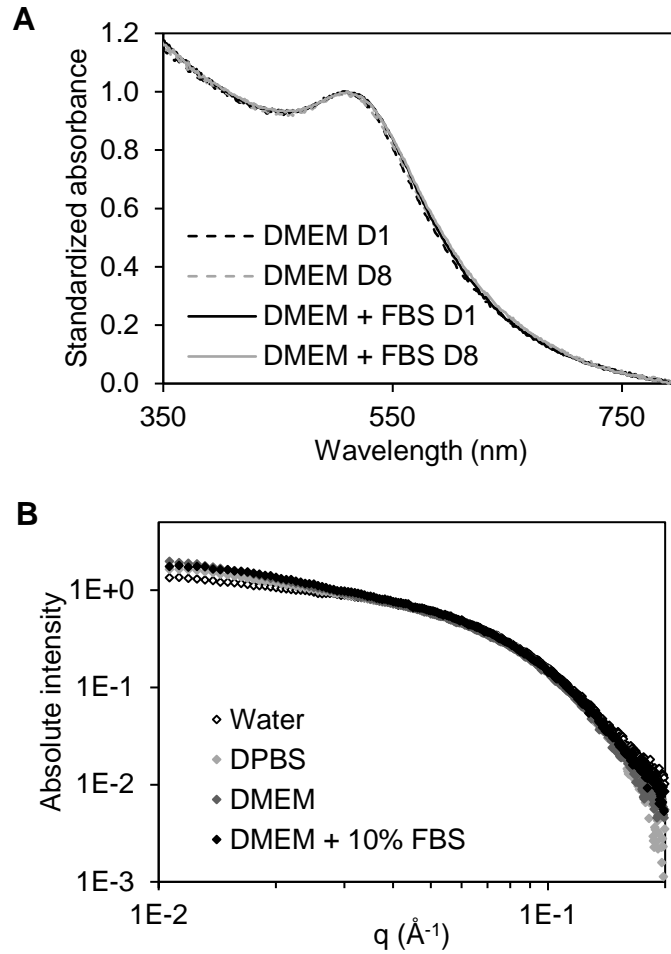 A
1.2
1.0
0.8
0.6
0.4
0.2
0.0
Standardized absorbance
DMEM D1
DMEM D8
DMEM + FBS D1
DMEM + FBS D8
350
550
750
Wavelength (nm)
B
1E+0
1E-1
1E-2
1E-3
Absolute intensity
Water
DPBS
DMEM
DMEM + 10% FBS
1E-2
1E-1
q (Å⁻¹)